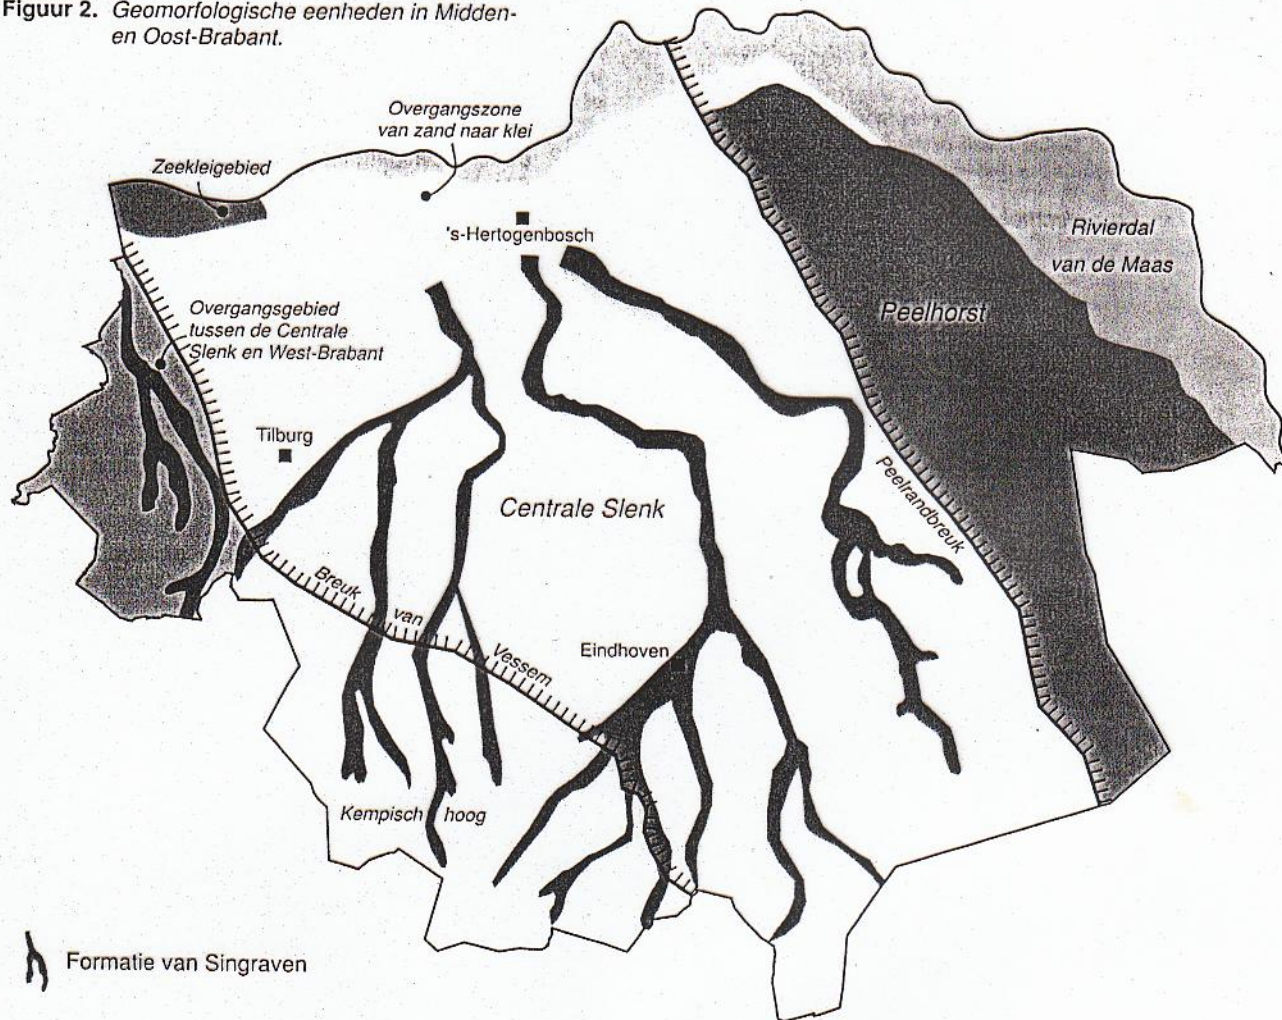 Figuur 2. Geomorfologische eenheden in Midden-
en Oost-Brabant.
Overgangszone
van zand naar klei
Zeekleigebied
's-Hertogenbosch
Rivierdal
van de Maas
Overgangsgebied
tussen de Centrale
Slenk en West-Brabant
Peelhorst
Tilburg
Peelrandbreuk
Centrale Slenk
Breuk
van
Vessem
Eindhoven
Kempisch hoog
Formatie van Singraven